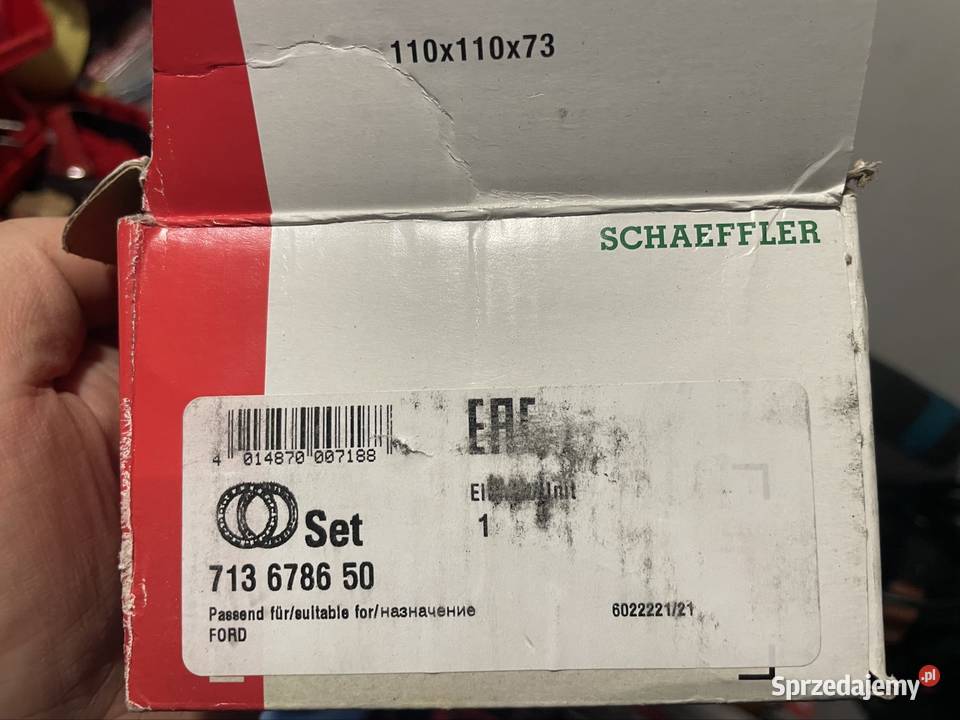 110x110x73
SCHAEFFLER
EAC
4 014870 007188
Set
1
713 6786 50
Passend für/suitable for/назначение
6022221/21
FORD
Sprzedajemy.pl